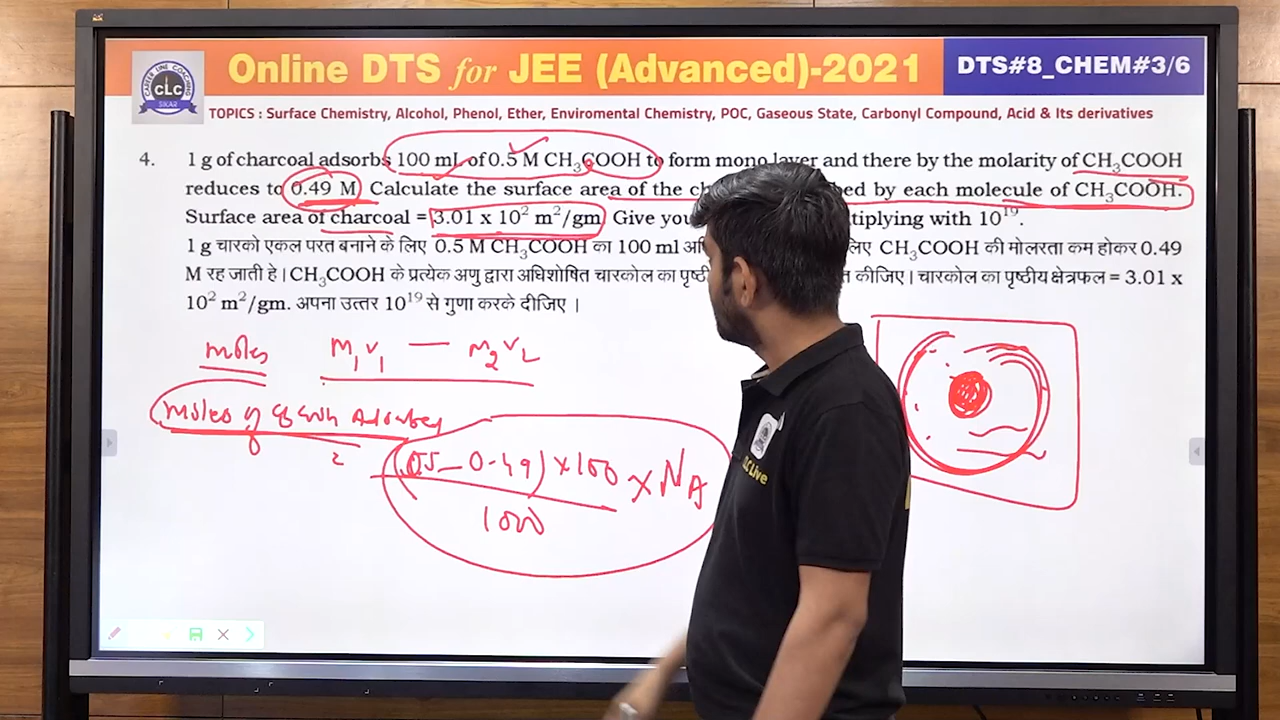 Online DTS for JEE (Advanced)-2021
DTS#8_CHEM#3/6
CAREER LINE COACHING
CLC
SIKAR
TOPICS : Surface Chemistry, Alcohol, Phenol, Ether, Enviromental Chemistry, POC, Gaseous State, Carbonyl Compound, Acid & Its derivatives
4. 1 g of charcoal adsorbs 100 mL of 0.5 M CH₃COOH to form mono layer and there by the molarity of CH₃COOH
reduces to 0.49 M. Calculate the surface area of the ch bed by each molecule of CH₃COOH.
Surface area of charcoal = 3.01 x 10² m²/gm. Give you tiplying with 10¹⁹.
1 g चारको एकल परत बनाने के लिए 0.5 M CH₃COOH का 100 ml अ लिए CH₃COOH की मोलरता कम होकर 0.49
M रह जाती हे। CH₃COOH के प्रत्येक अणु द्वारा अधिशोषित चारकोल का पृष्ठी कीजिए। चारकोल का पृष्ठीय क्षेत्रफल = 3.01 x
10² m²/gm. अपना उत्तर 10¹⁹ से गुणा करके दीजिए ।
moles M₁V₁ — M₂V₂
moles of
(0.5 - 0.49) × 100 × NA
1000
CLC Live